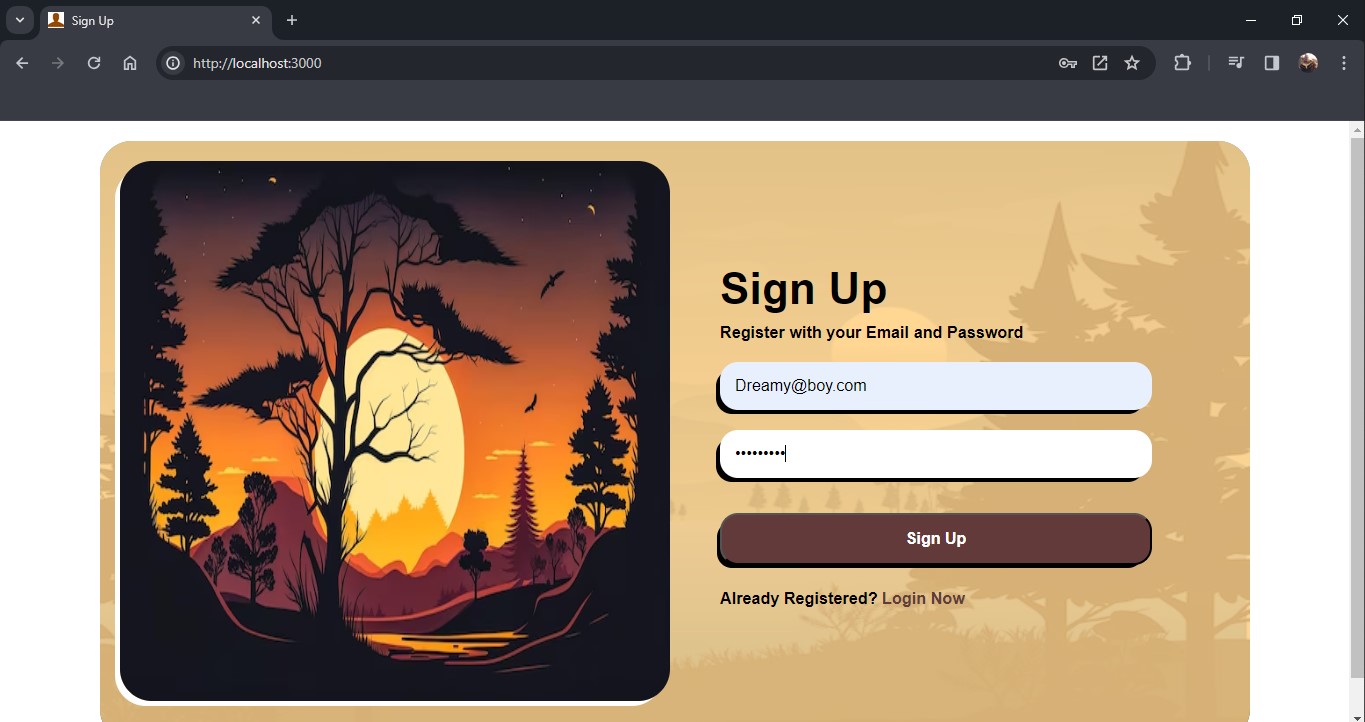 Sign Up
http://localhost:3000
Sign Up
Register with your Email and Password
Dreamy@boy.com
•••••••••
Sign Up
Already Registered? Login Now